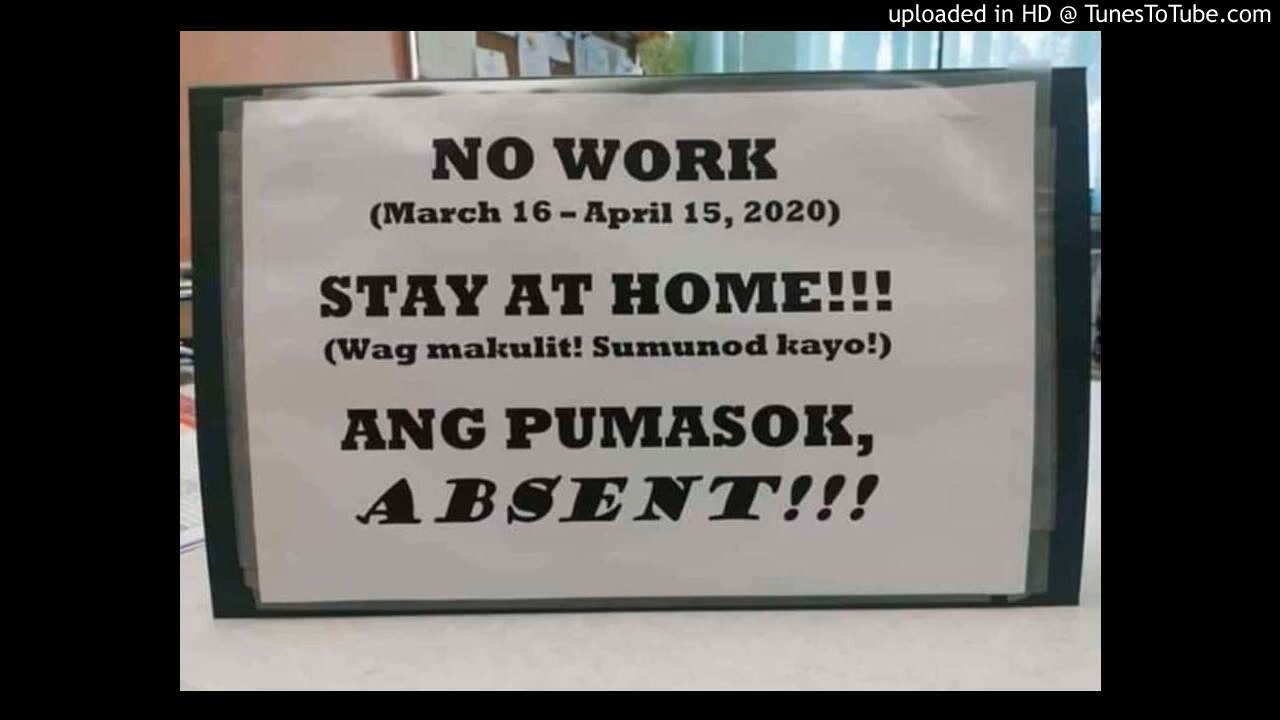 uploaded in HD @ TunesToTube.com
NO WORK
(March 16 – April 15, 2020)
STAY AT HOME!!!
(Wag makulit! Sumunod kayo!)
ANG PUMASOK,
ABSENT!!!